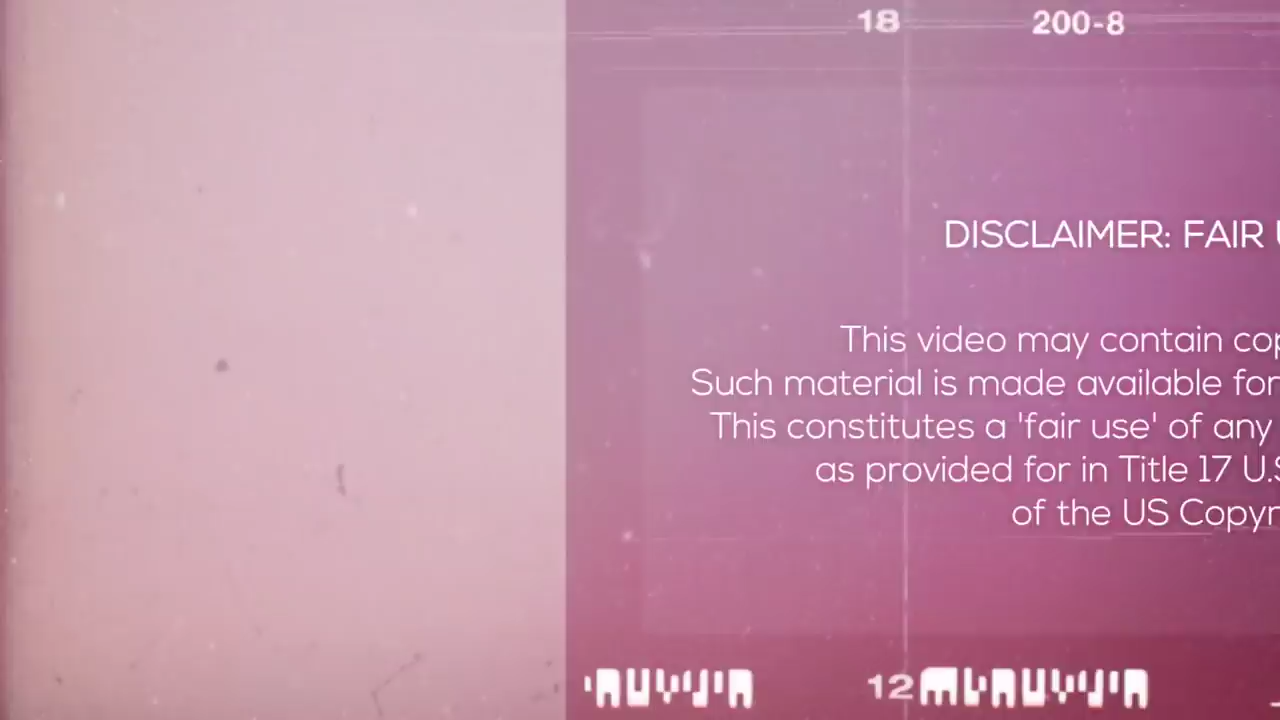 18 200-8
DISCLAIMER: FAIR
This video may contain
Such material is made available for
This constitutes a 'fair use' of any
as provided for in Title 17
of the US
12